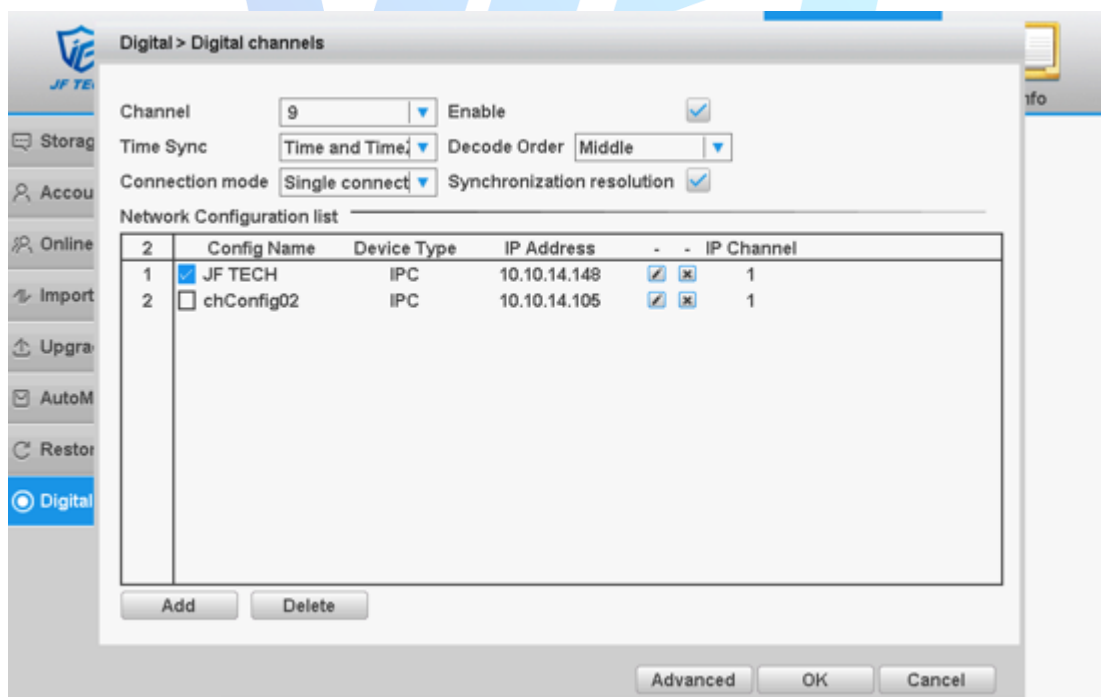 Digital > Digital channels
JF TE
nfo
Channel 9 Enable
Storag
Time Sync Time and Time Decode Order Middle
Accou
Connection mode Single connect Synchronization resolution
Network Configuration list
Online
2 Config Name Device Type IP Address - - IP Channel
1 JF TECH IPC 10.10.14.148 1
Import
2 chConfig02 IPC 10.10.14.105 1
Upgra
AutoM
Restor
Digital
Add Delete
Advanced OK Cancel